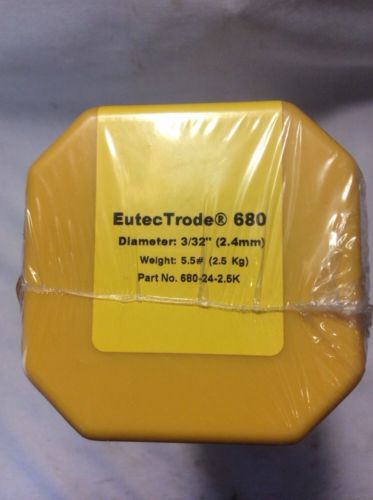 EutecTrode® 680
Diameter: 3/32" (2.4mm)
Weight: 5.5# (2.5 Kg)
Part No. 680-24-2.5K